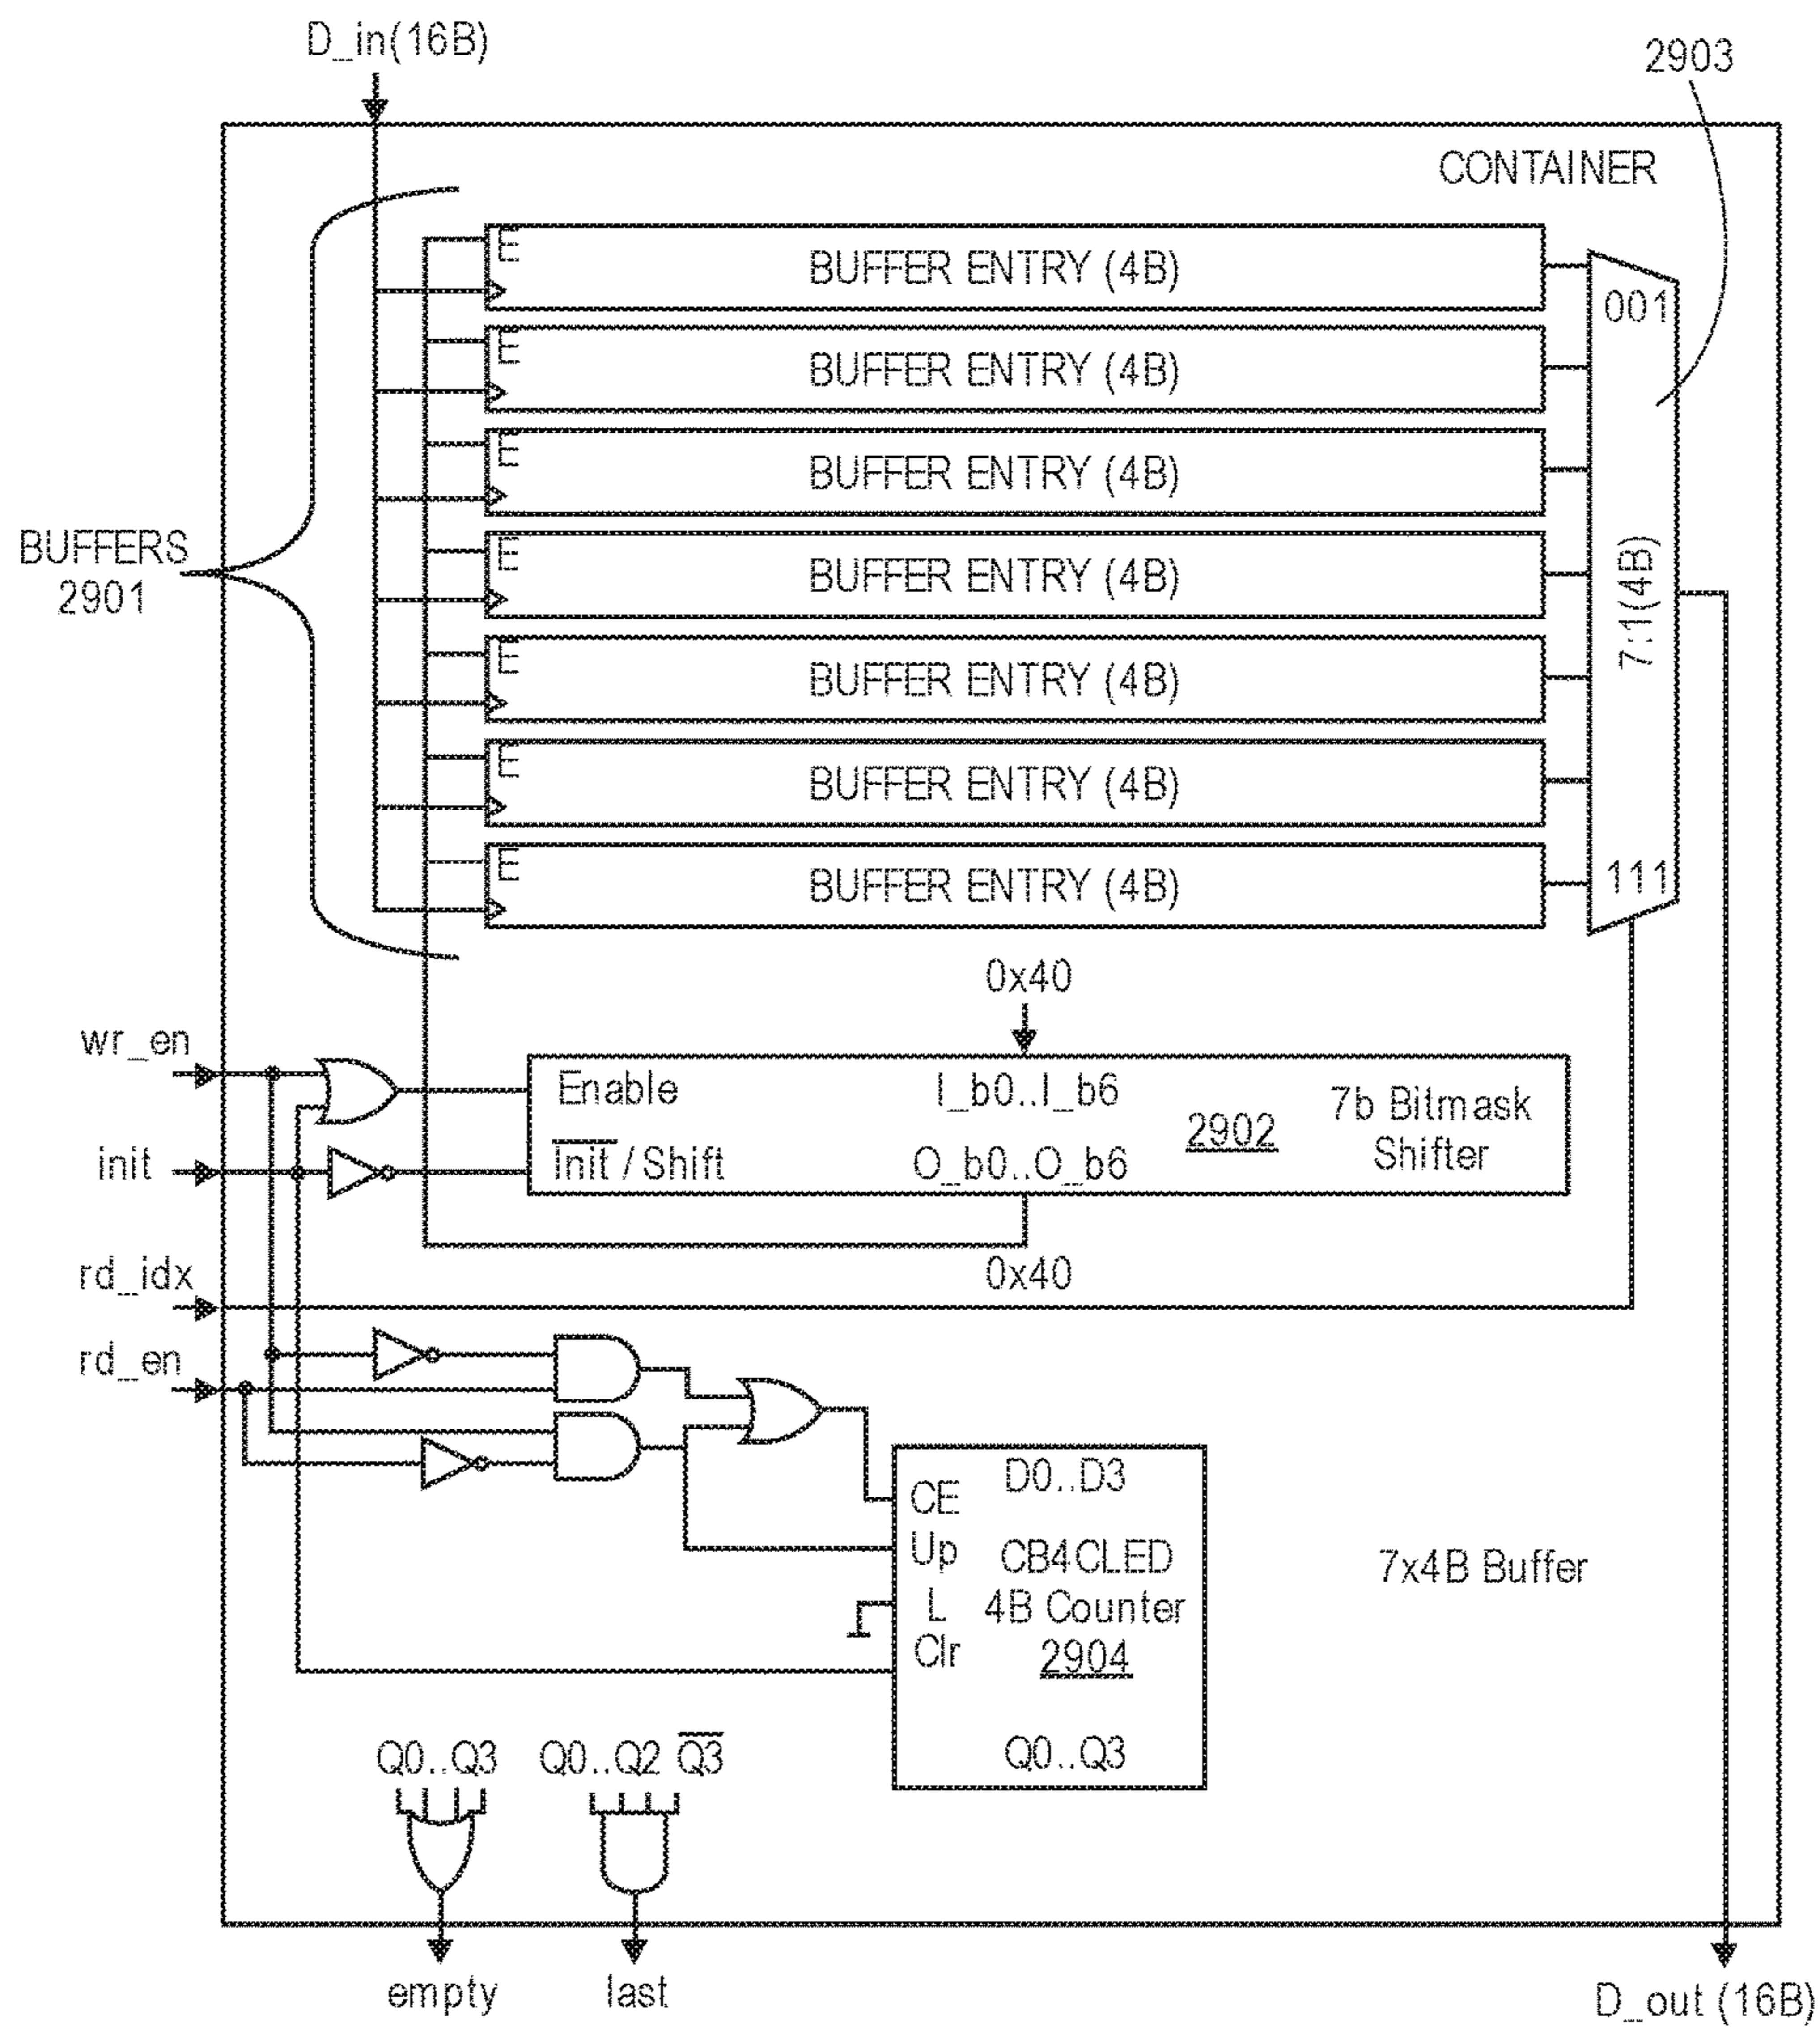 D_in(16B)
2903
CONTAINER
E
BUFFER ENTRY (4B)
001
E
BUFFER ENTRY (4B)
E
BUFFER ENTRY (4B)
BUFFERS
2901
E
BUFFER ENTRY (4B)
7:1(4B)
E
BUFFER ENTRY (4B)
E
BUFFER ENTRY (4B)
E
BUFFER ENTRY (4B)
111
0x40
wr_en
Enable
I_b0..I_b6
7b Bitmask
Shifter
2902
init
Init / Shift
O_b0..O_b6
0x40
rd_idx
rd_en
D0..D3
CE
Up
CB4CLED
L
4B Counter
Clr
2904
Q0..Q3
7x4B Buffer
Q0..Q3
Q0..Q2 Q3
empty
last
D_out (16B)